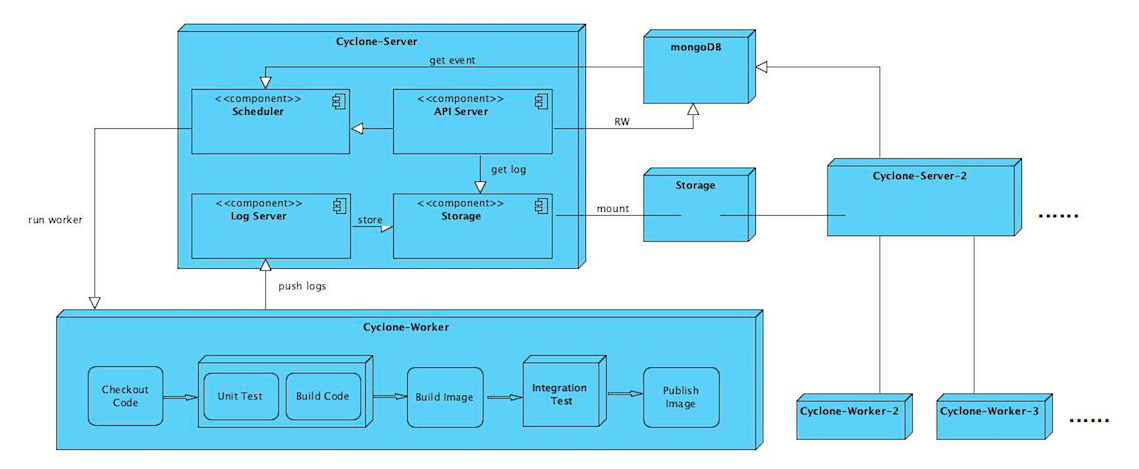 Cyclone-Server
mongoDB
get event
<<component>>
Scheduler
<<component>>
API Server
RW
get log
<<component>>
Log Server
store
<<component>>
Storage
mount
Storage
Cyclone-Server-2
......
run worker
push logs
Cyclone-Worker
Checkout
Code
Unit Test
Build Code
Build Image
Integration
Test
Publish
Image
Cyclone-Worker-2
Cyclone-Worker-3
......